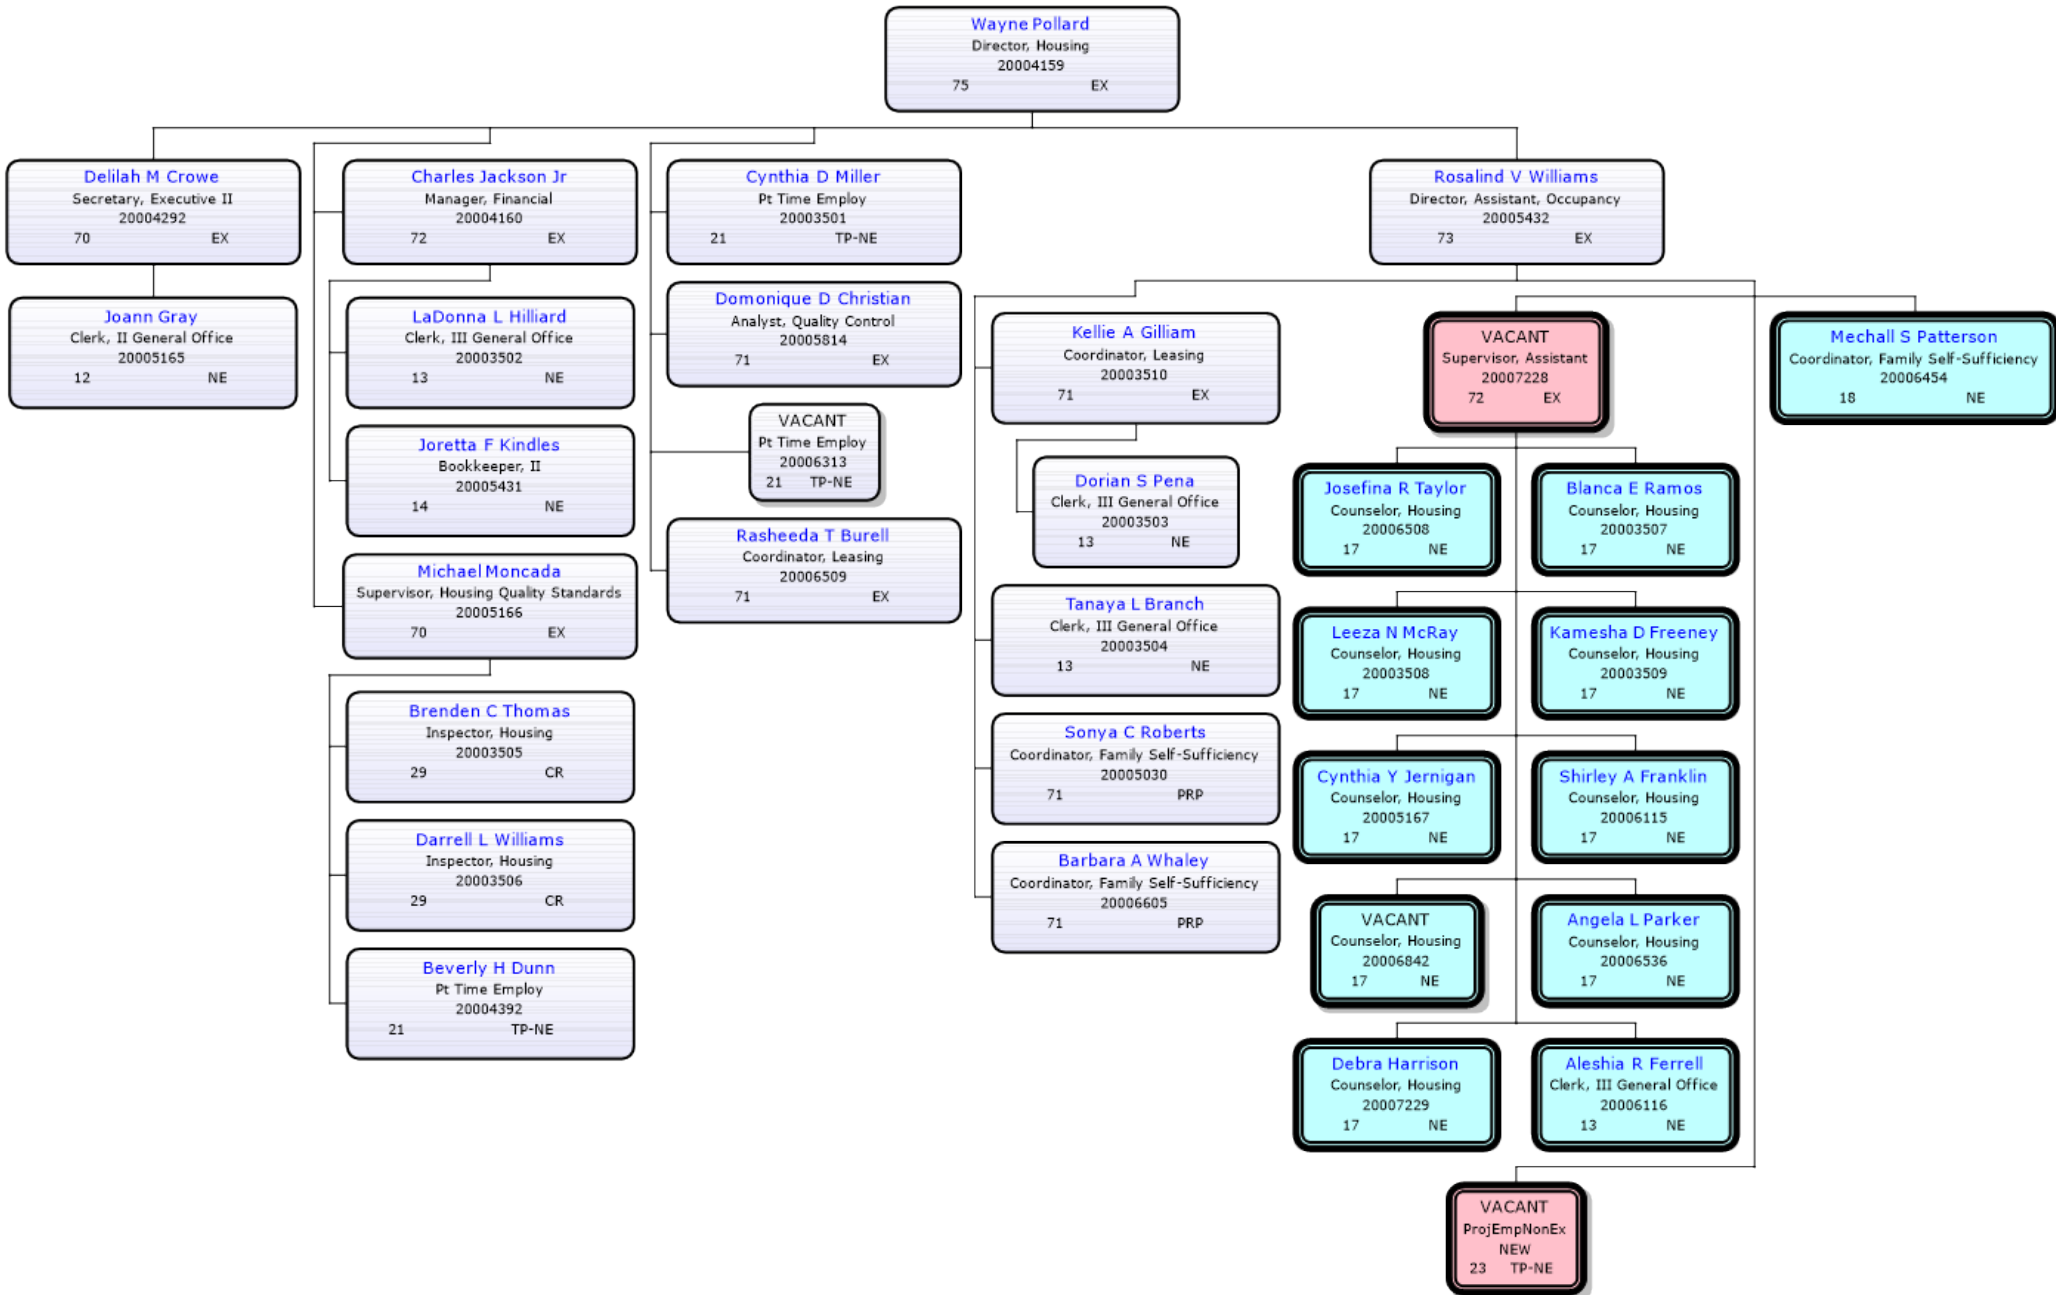 Wayne Pollard
Director, Housing
20004159
75 EX
Delilah M Crowe
Secretary, Executive II
20004292
70 EX
Joann Gray
Clerk, II General Office
20005165
12 NE
Charles Jackson Jr
Manager, Financial
20004160
72 EX
LaDonna L Hilliard
Clerk, III General Office
20003502
13 NE
Joretta F Kindles
Bookkeeper, II
20005431
14 NE
Michael Moncada
Supervisor, Housing Quality Standards
20005166
70 EX
Brenden C Thomas
Inspector, Housing
20003505
29 CR
Darrell L Williams
Inspector, Housing
20003506
29 CR
Beverly H Dunn
Pt Time Employ
20004392
21 TP-NE
Cynthia D Miller
Pt Time Employ
20003501
21 TP-NE
Domonique D Christian
Analyst, Quality Control
20005814
71 EX
VACANT
Pt Time Employ
20006313
21 TP-NE
Rasheeda T Burell
Coordinator, Leasing
20006509
71 EX
Rosalind V Williams
Director, Assistant, Occupancy
20005432
73 EX
Kellie A Gilliam
Coordinator, Leasing
20003510
71 EX
Dorian S Pena
Clerk, III General Office
20003503
13 NE
Tanaya L Branch
Clerk, III General Office
20003504
13 NE
Sonya C Roberts
Coordinator, Family Self-Sufficiency
20005030
71 PRP
Barbara A Whaley
Coordinator, Family Self-Sufficiency
20006605
71 PRP
VACANT
Supervisor, Assistant
20007228
72 EX
Mechall S Patterson
Coordinator, Family Self-Sufficiency
20006454
18 NE
Josefina R Taylor
Counselor, Housing
20006508
17 NE
Blanca E Ramos
Counselor, Housing
20003507
17 NE
Leeza N McRay
Counselor, Housing
20003508
17 NE
Kamesha D Freeney
Counselor, Housing
20003509
17 NE
Cynthia Y Jernigan
Counselor, Housing
20005167
17 NE
Shirley A Franklin
Counselor, Housing
20006115
17 NE
VACANT
Counselor, Housing
20006842
17 NE
Angela L Parker
Counselor, Housing
20006536
17 NE
Debra Harrison
Counselor, Housing
20007229
17 NE
Aleshia R Ferrell
Clerk, III General Office
20006116
13 NE
VACANT
ProjEmpNonEx
NEW
23 TP-NE